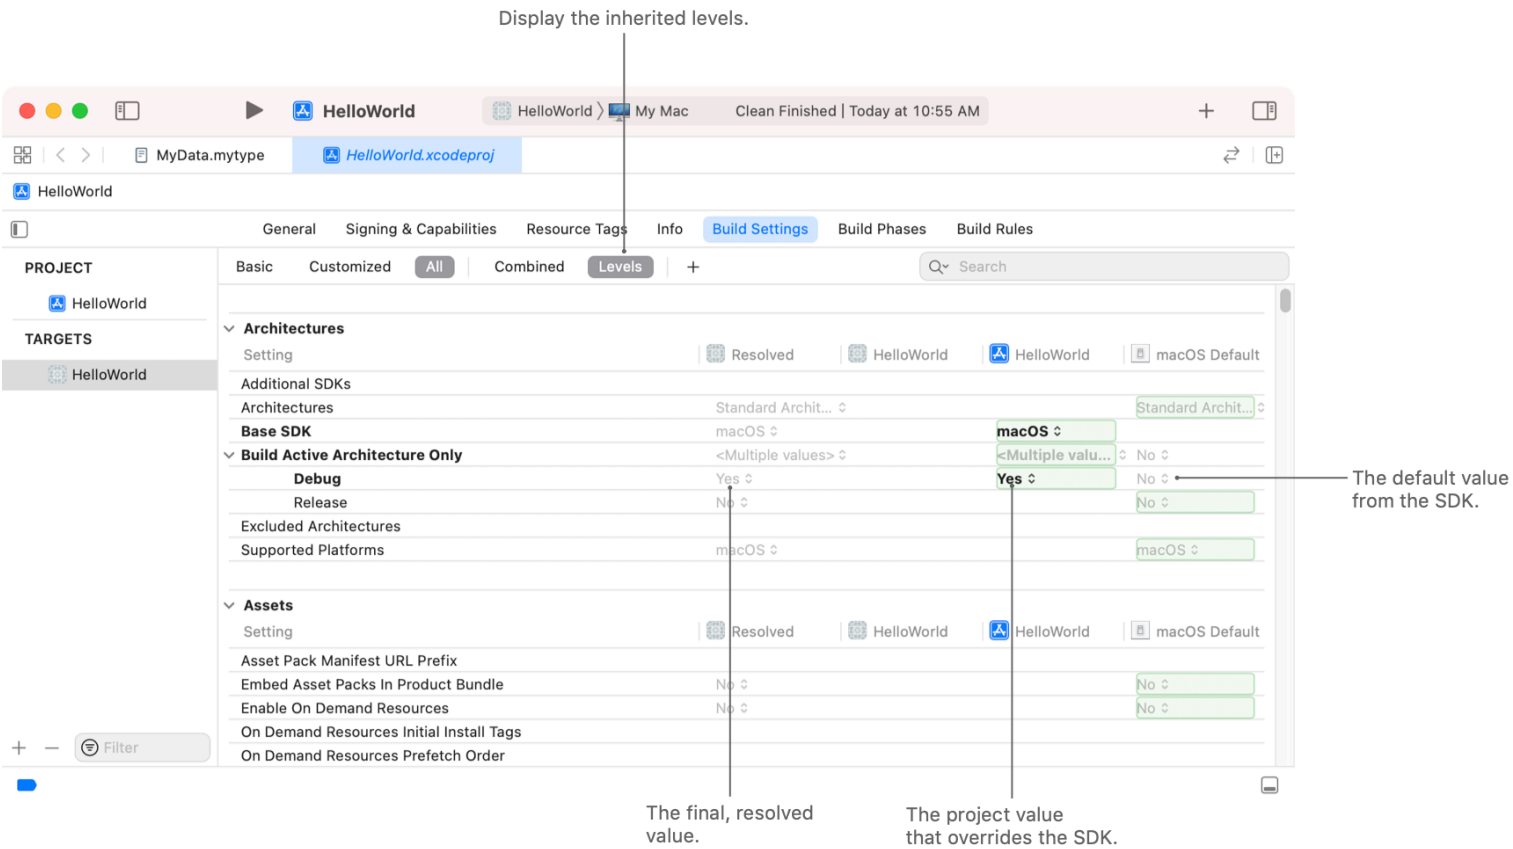 Display the inherited levels.
HelloWorld
HelloWorld My Mac Clean Finished | Today at 10:55 AM
MyData.mytype HelloWorld.xcodeproj
HelloWorld
General Signing & Capabilities Resource Tags Info Build Settings Build Phases Build Rules
PROJECT
Basic Customized All Combined Levels + Search
HelloWorld
TARGETS
HelloWorld
Architectures
Setting Resolved HelloWorld HelloWorld macOS Default
Additional SDKs
Architectures Standard Archit... Standard Archit...
Base SDK macOS macOS
Build Active Architecture Only <Multiple values> <Multiple valu... No
Debug Yes Yes No
Release No No
Excluded Architectures
Supported Platforms macOS macOS
The default value
from the SDK.
Assets
Setting Resolved HelloWorld HelloWorld macOS Default
Asset Pack Manifest URL Prefix
Embed Asset Packs In Product Bundle No No
Enable On Demand Resources No No
On Demand Resources Initial Install Tags
On Demand Resources Prefetch Order
Filter
The final, resolved
value.
The project value
that overrides the SDK.